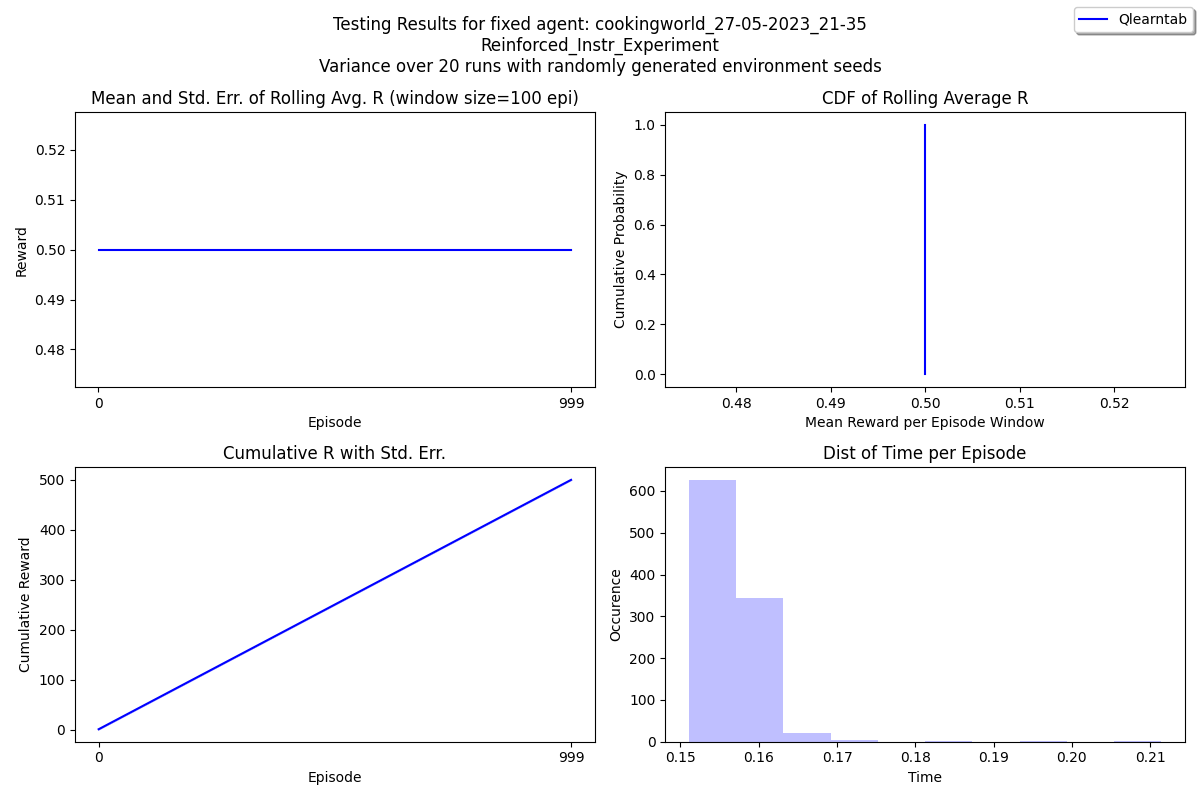 Testing Results for fixed agent: cookingworld_27-05-2023_21-35
Reinforced_Instr_Experiment
Variance over 20 runs with randomly generated environment seeds
Qlearntab
Mean and Std. Err. of Rolling Avg. R (window size=100 epi)
Reward
0.52
0.51
0.50
0.49
0.48
0
999
Episode
CDF of Rolling Average R
Cumulative Probability
1.0
0.8
0.6
0.4
0.2
0.0
0.48
0.49
0.50
0.51
0.52
Mean Reward per Episode Window
Cumulative R with Std. Err.
Cumulative Reward
500
400
300
200
100
0
0
999
Episode
Dist of Time per Episode
Occurence
600
500
400
300
200
100
0
0.15
0.16
0.17
0.18
0.19
0.20
0.21
Time